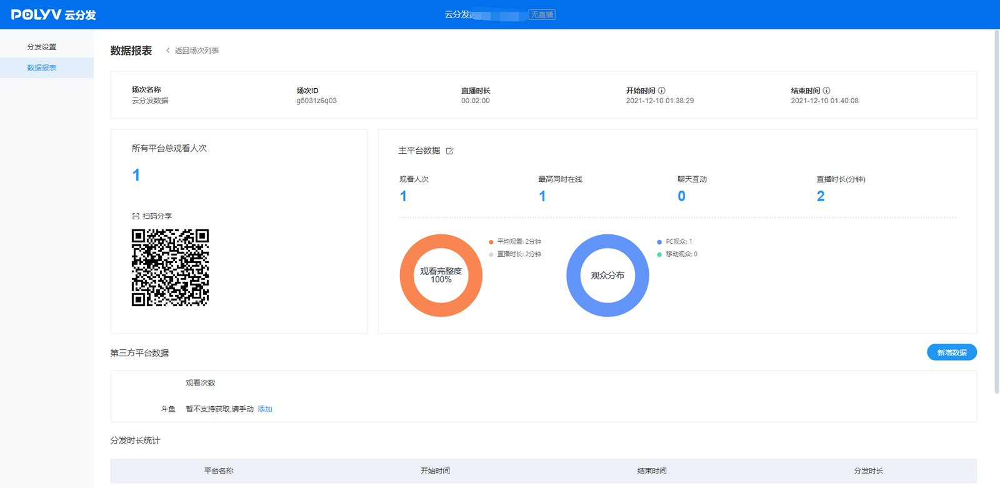 POLYV 云分发
云分发
无直播
分发设置
数据报表
数据报表
返回场次列表
场次名称
云分发数据
场次ID
g5031z6q03
直播时长
00:02:00
开始时间
2021-12-10 01:38:29
结束时间
2021-12-10 01:40:08
所有平台总观看人次
1
扫码分享
主平台数据
观看人次
1
最高同时在线
1
聊天互动
0
直播时长(分钟)
2
观看完整度
100%
平均观看: 2分钟
直播时长: 2分钟
观众分布
PC观众: 1
移动观众: 0
第三方平台数据
新增数据
观看次数
斗鱼 暂不支持获取,请手动 添加
分发时长统计
平台名称 开始时间 结束时间 分发时长